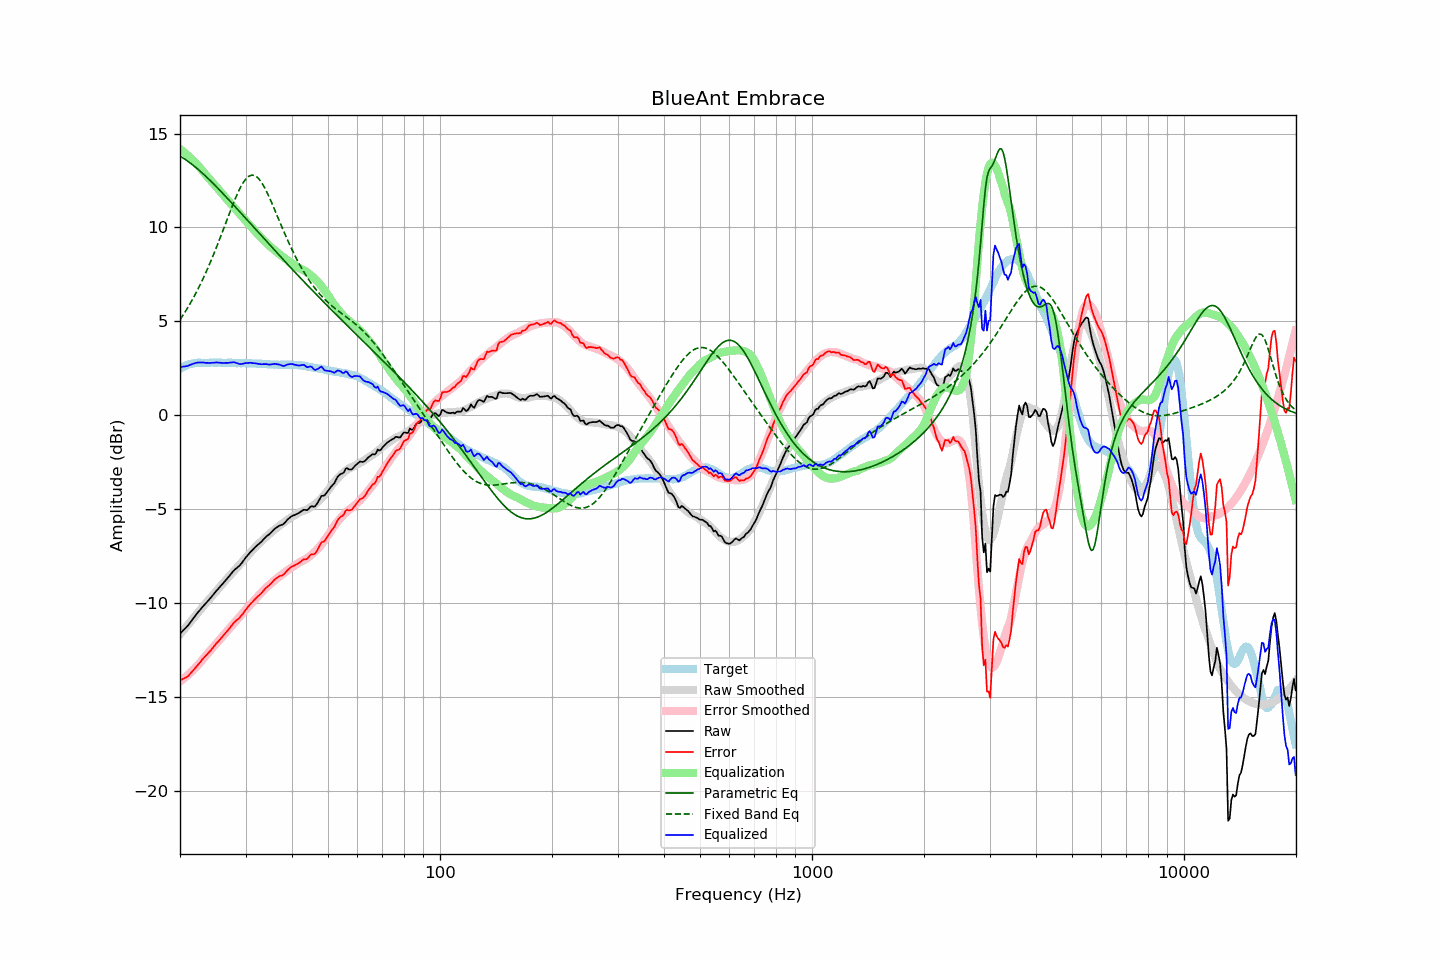 BlueAnt Embrace
15
10
5
0
−5
−10
−15
−20
Amplitude (dBr)
Target
Raw Smoothed
Error Smoothed
Raw
Error
Equalization
Parametric Eq
Fixed Band Eq
Equalized
100
1000
10000
Frequency (Hz)